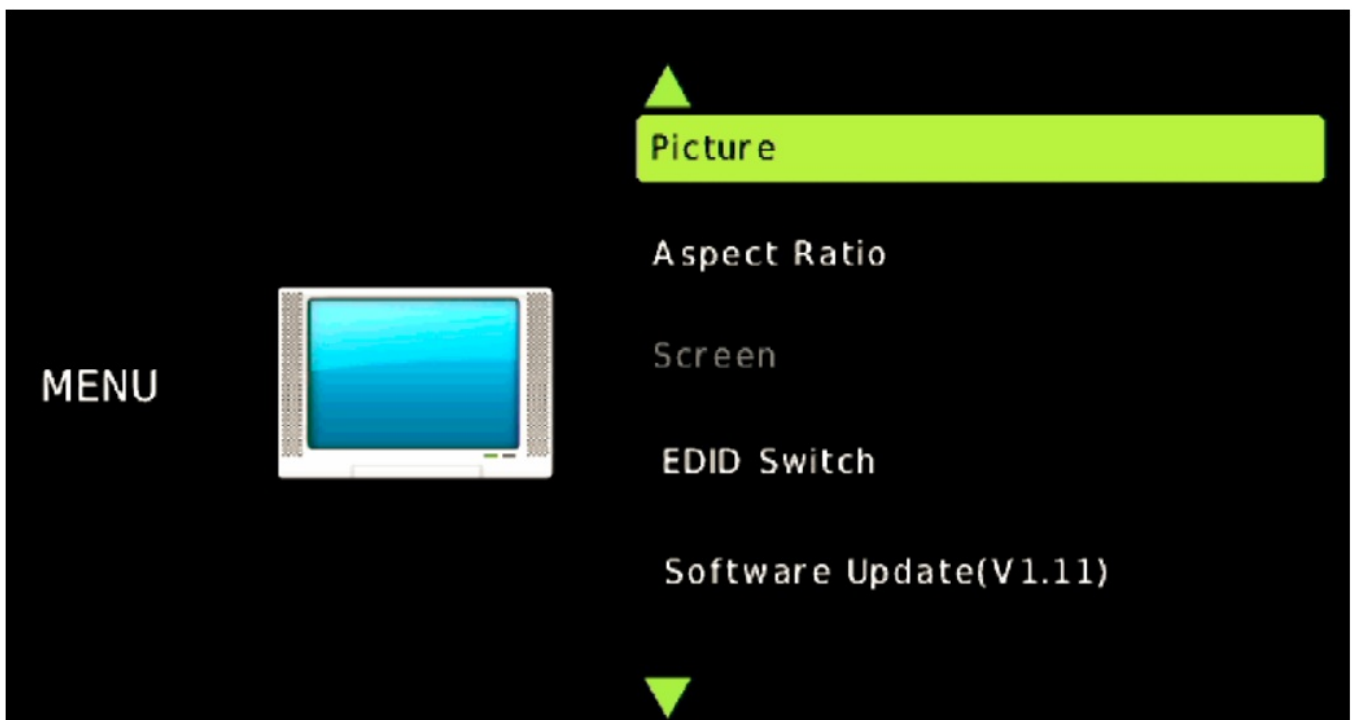 Picture
Aspect Ratio
Screen
MENU
EDID Switch
Software Update(V1.11)